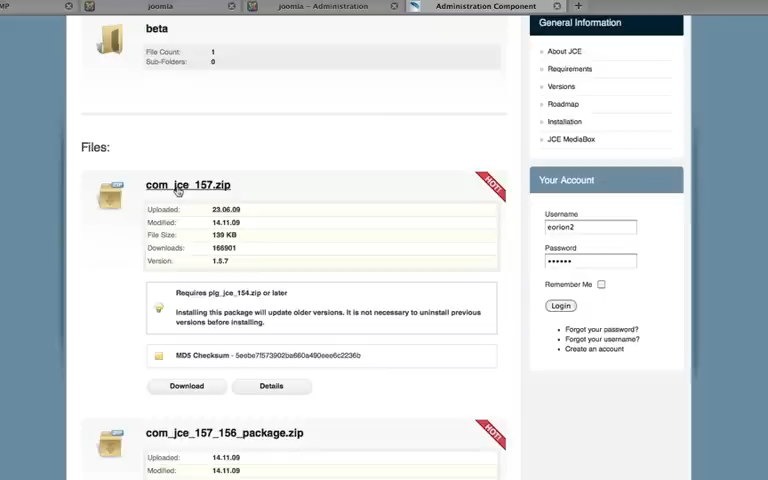 MP
joomla
joomla - Administration
Administration Component
beta
File Count: 1
Sub-Folders: 0
Files:
com_jce_157.zip
HOT!
Uploaded: 23.06.09
Modified: 14.11.09
File Size: 139 KB
Downloads: 166901
Version: 1.5.7
Requires plg_jce_154.zip or later
Installing this package will update older versions. It is not necessary to uninstall previous
versions before installing.
MD5 Checksum - 5eebe7f573902ba660a490eee6c2236b
Download
Details
com_jce_157_156_package.zip
HOT!
Uploaded: 14.11.09
Modified: 14.11.09
General Information
About JCE
Requirements
Versions
Roadmap
Installation
JCE MediaBox
Your Account
Username
eorion2
Password
••••••
Remember Me
Login
Forgot your password?
Forgot your username?
Create an account